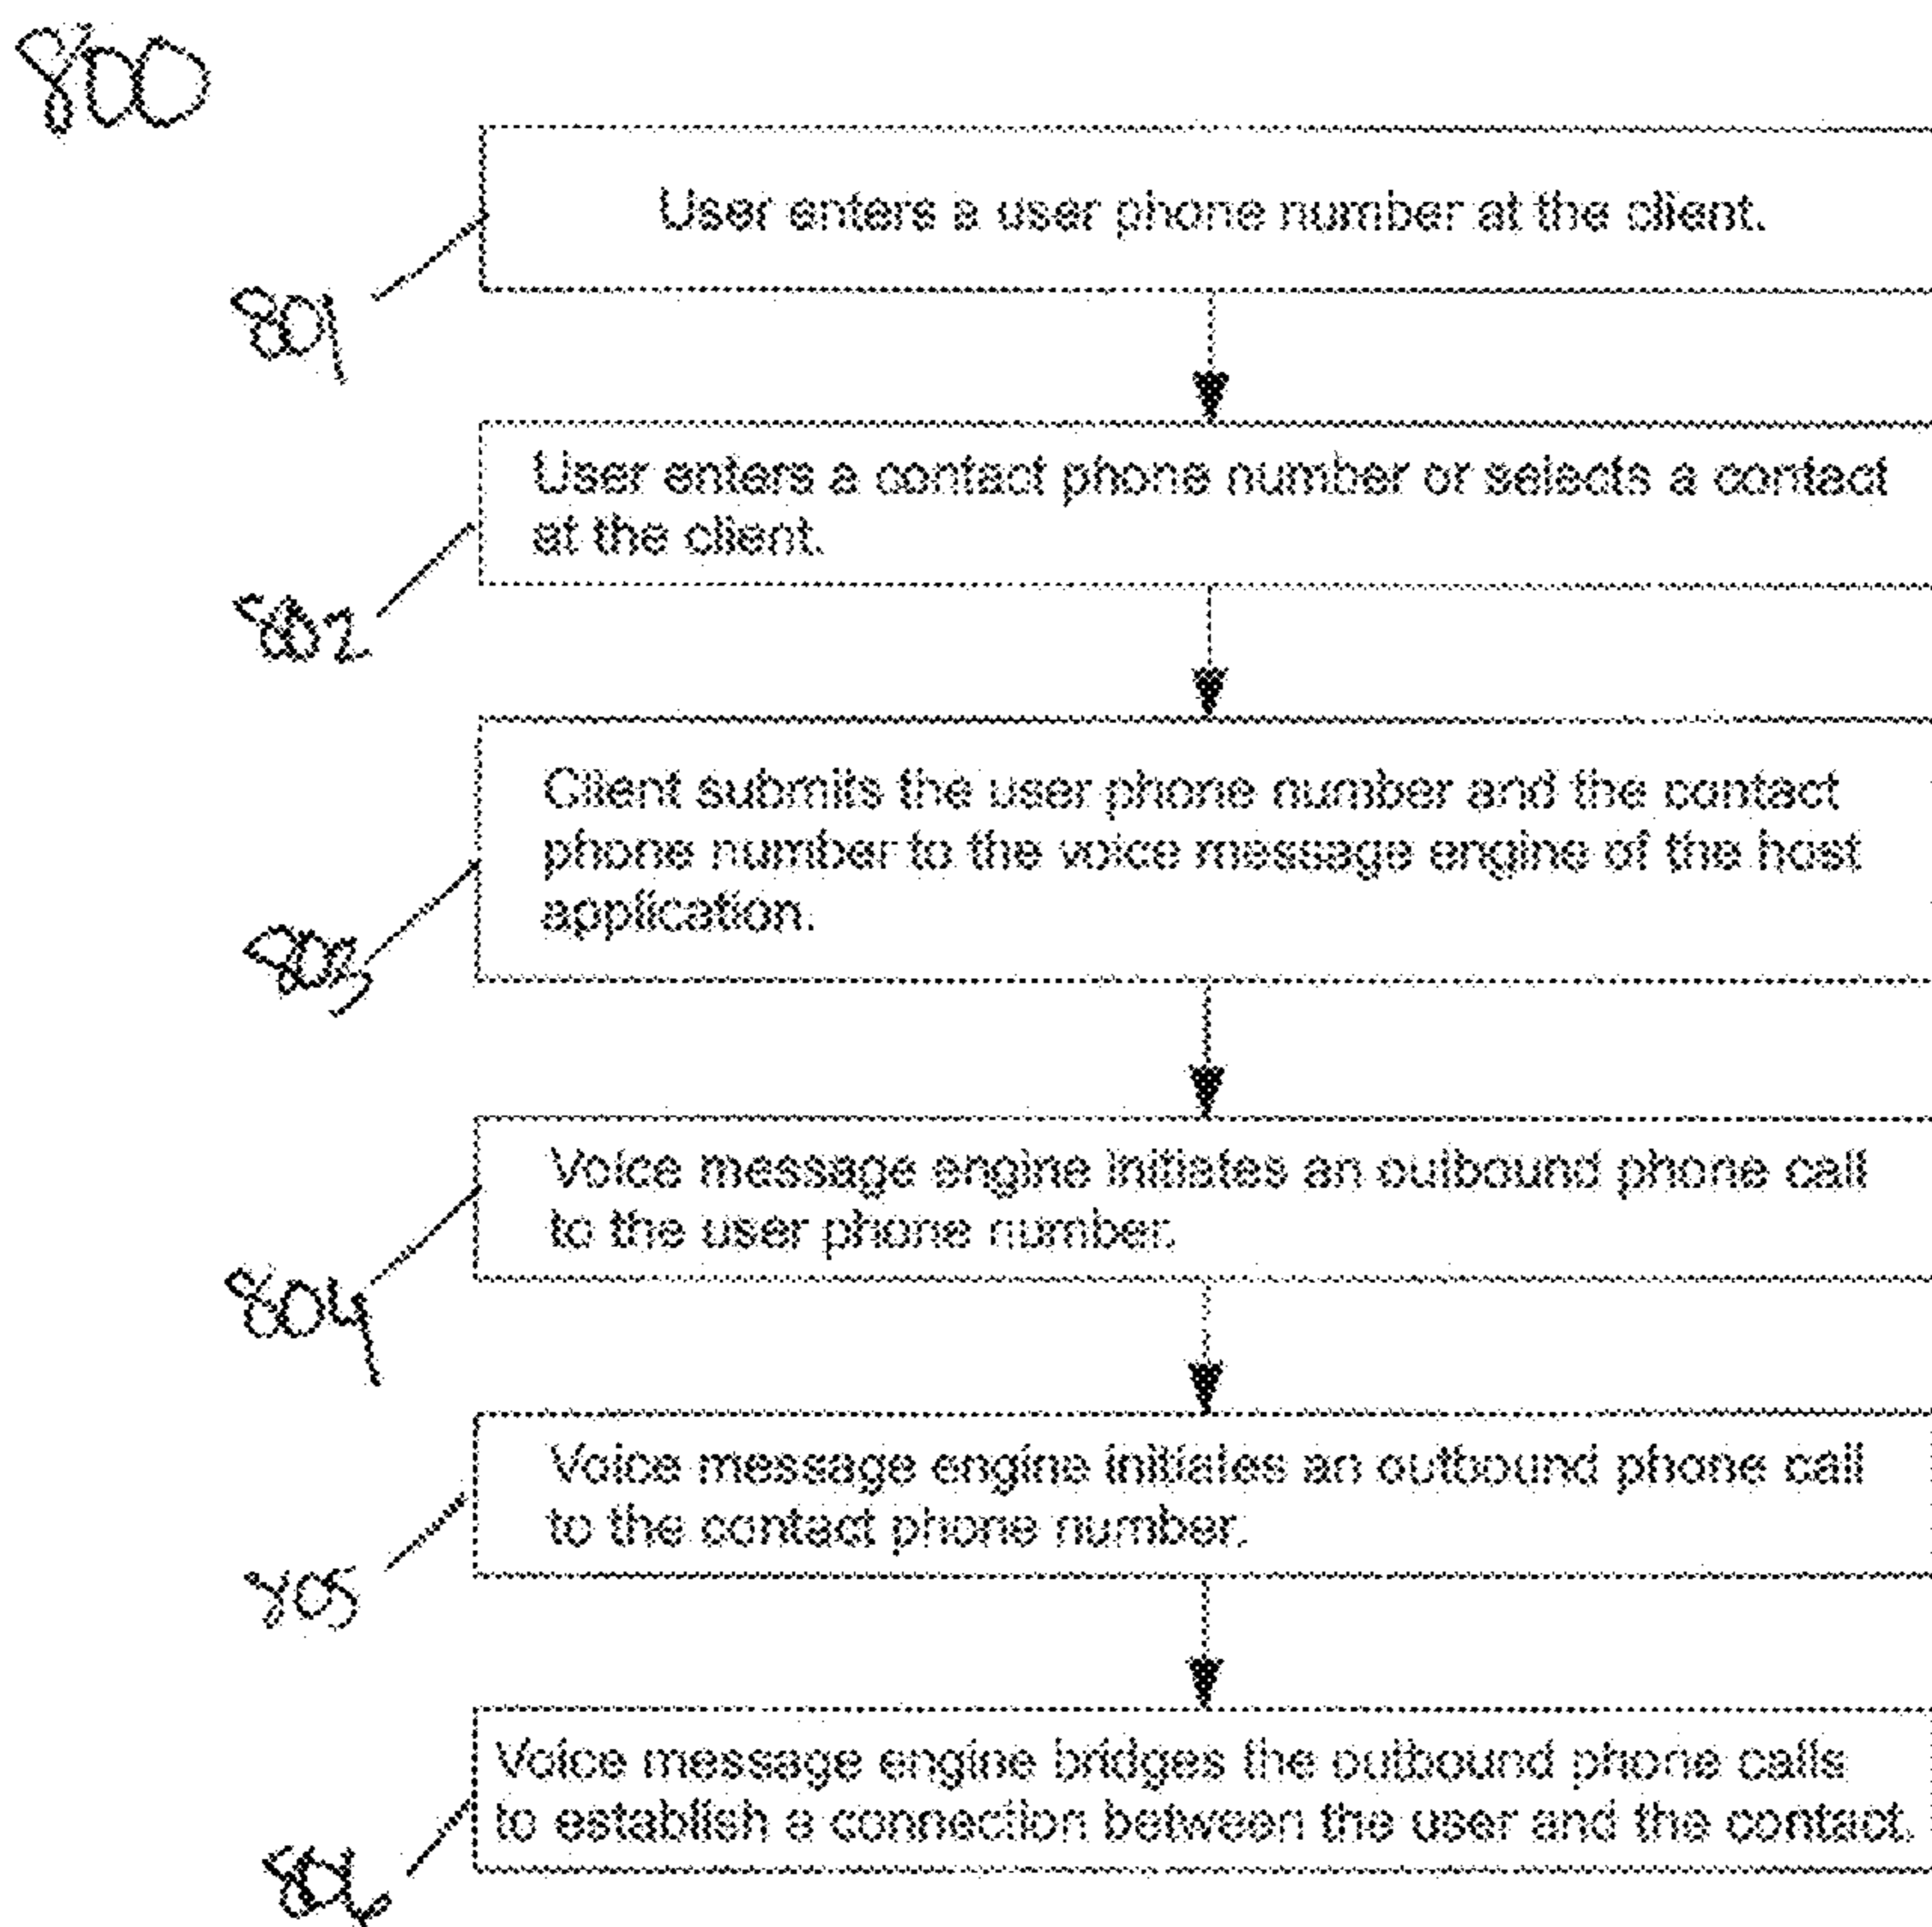 800
User enters a user phone number at the client.
801
User enters a contact phone number or selects a contact
at the client.
802
Client submits the user phone number and the contact
phone number to the voice message engine of the host
application.
803
Voice message engine initiates an outbound phone call
to the user phone number.
804
Voice message engine initiates an outbound phone call
to the contact phone number.
805
Voice message engine bridges the outbound phone calls
to establish a connection between the user and the contact.
806